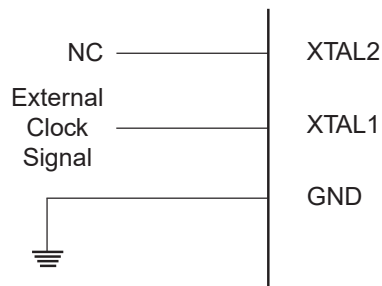 NC
XTAL2
External
Clock
Signal
XTAL1
GND